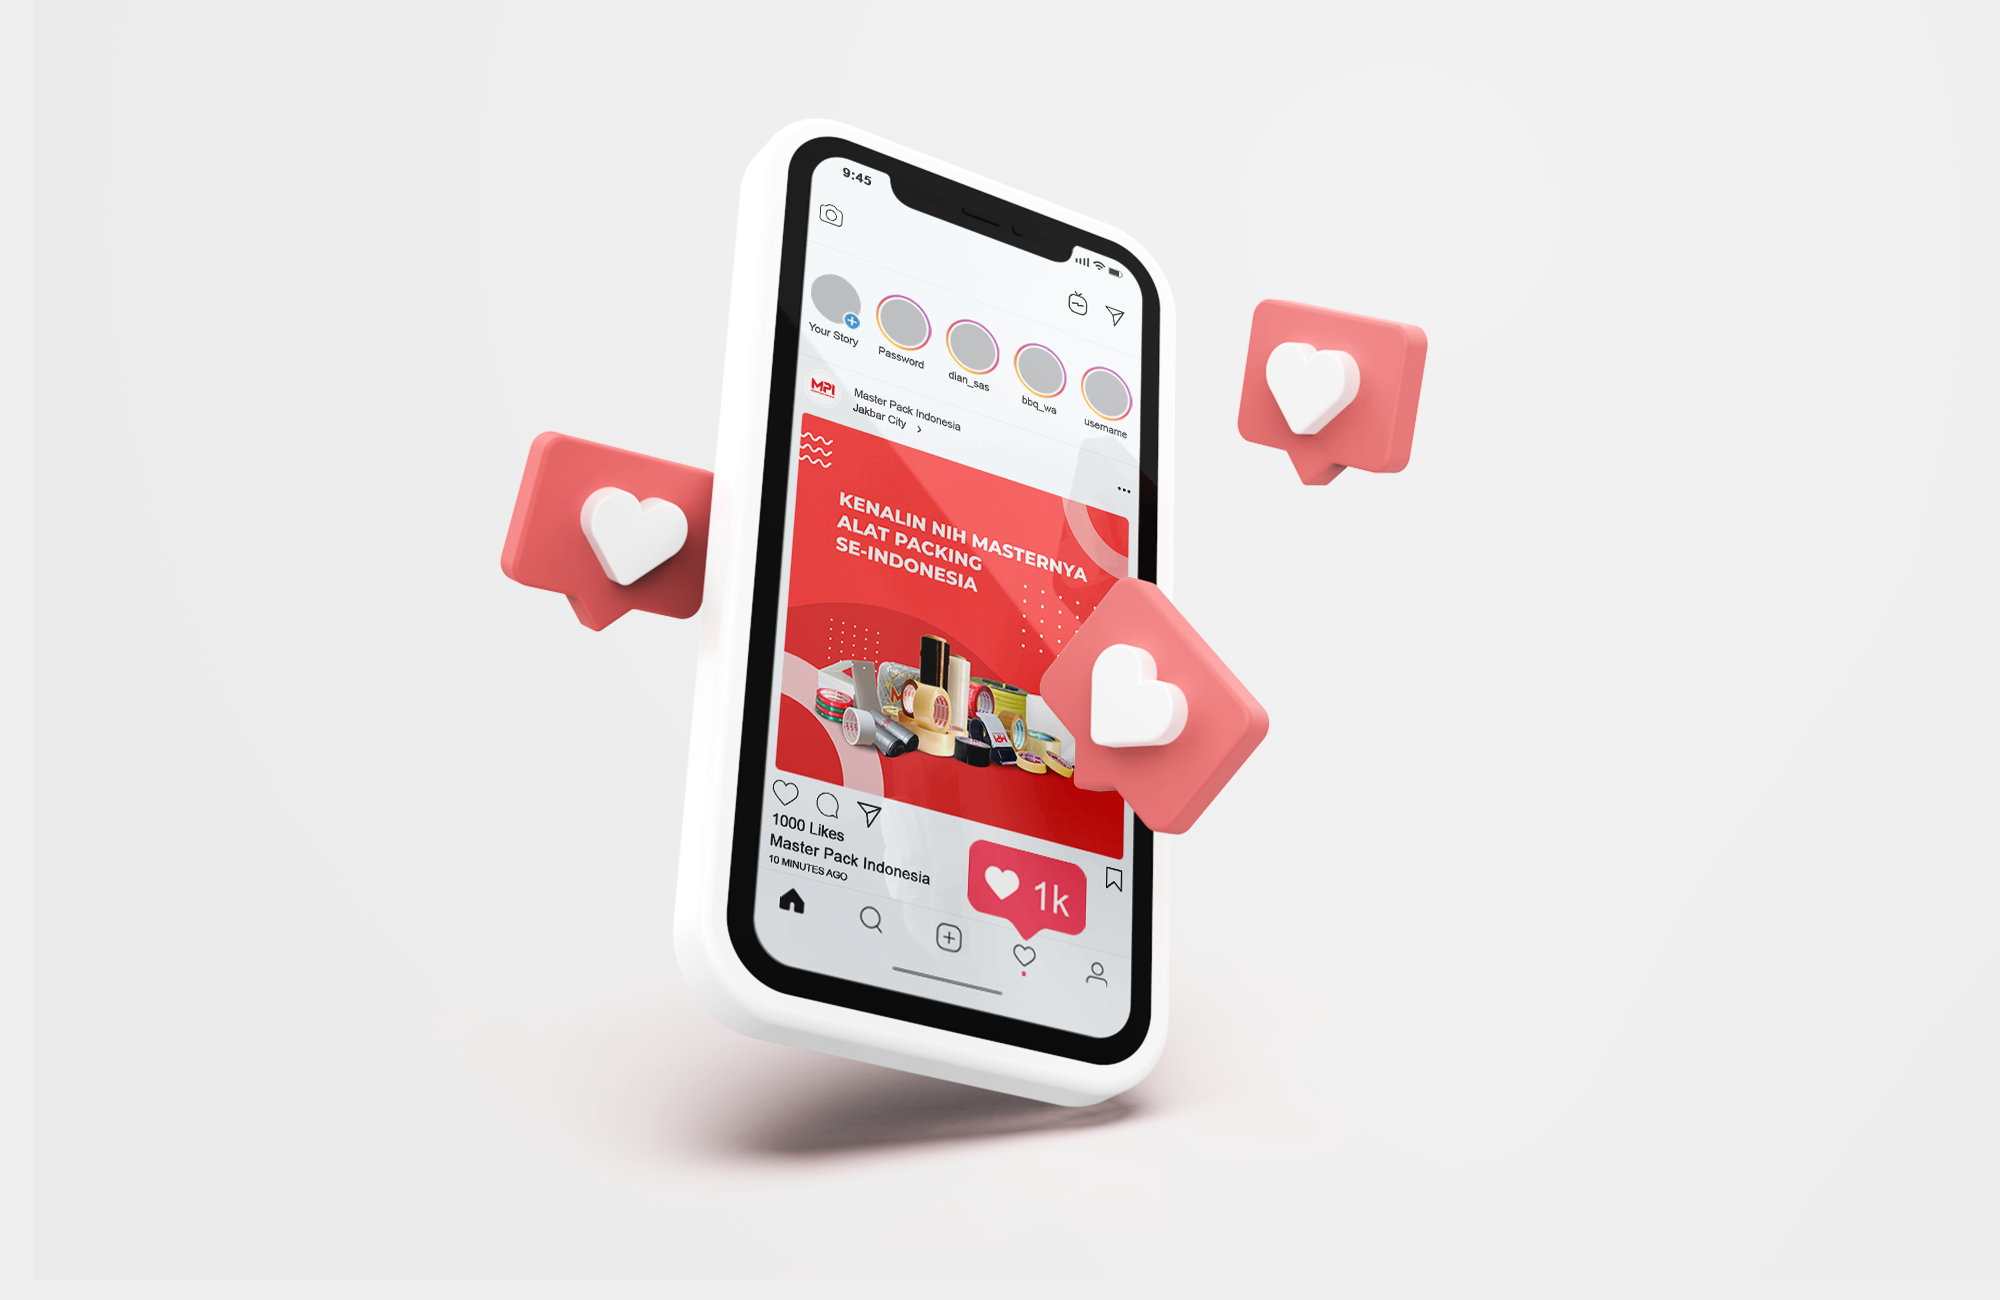 9:45
Your Story
Password
dian_sas
bbq_wa
username
MPI
Master Pack Indonesia
Jakbar City
KENALIN NIH MASTERNYA
ALAT PACKING
SE-INDONESIA
1000 Likes
Master Pack Indonesia
10 MINUTES AGO
1k